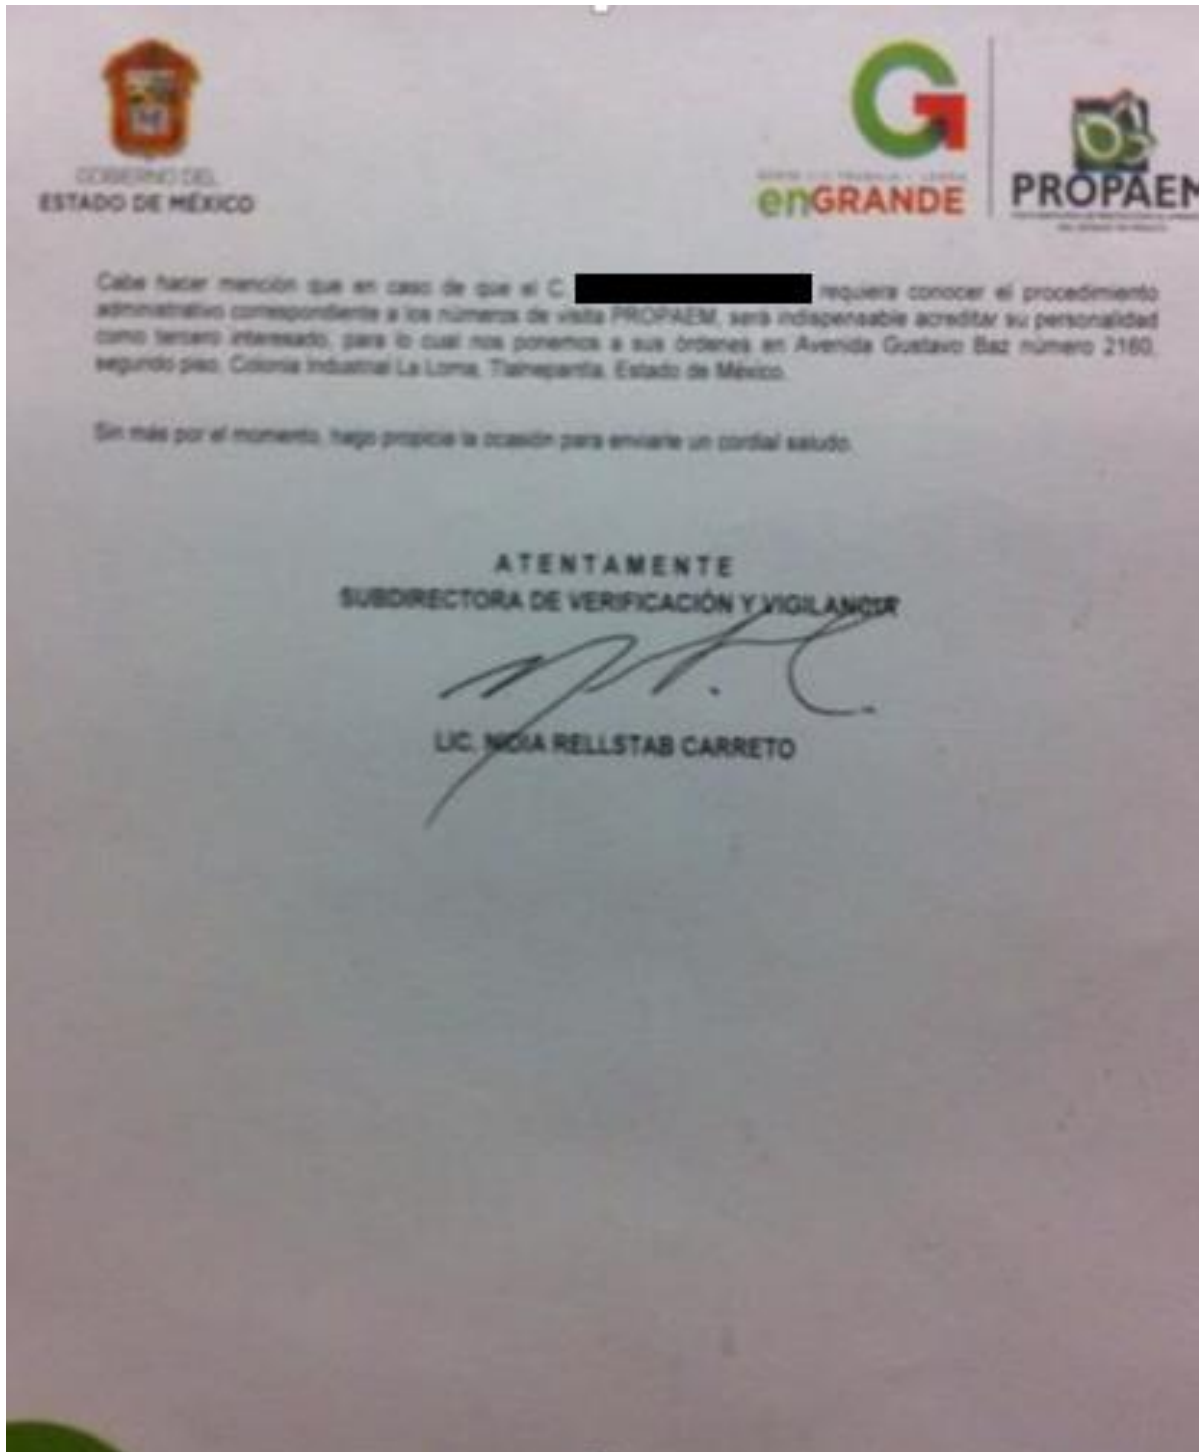 GOBIERNO DEL
ESTADO DE MÉXICO
enGRANDE
PROPAEM
Cabe hacer mención que en caso de que el C. requiera conocer el procedimiento
administrativo correspondiente a los números de visita PROPAEM, será indispensable acreditar su personalidad
como tercero interesado, para lo cual nos ponemos a sus órdenes en Avenida Gustavo Baz número 2160,
segundo piso, Colonia Industrial La Loma, Tlalnepantla, Estado de México.
Sin más por el momento, hago propicia la ocasión para enviarle un cordial saludo.
ATENTAMENTE
SUBDIRECTORA DE VERIFICACIÓN Y VIGILANCIA
LIC. NIDIA RELLSTAB CARRETO